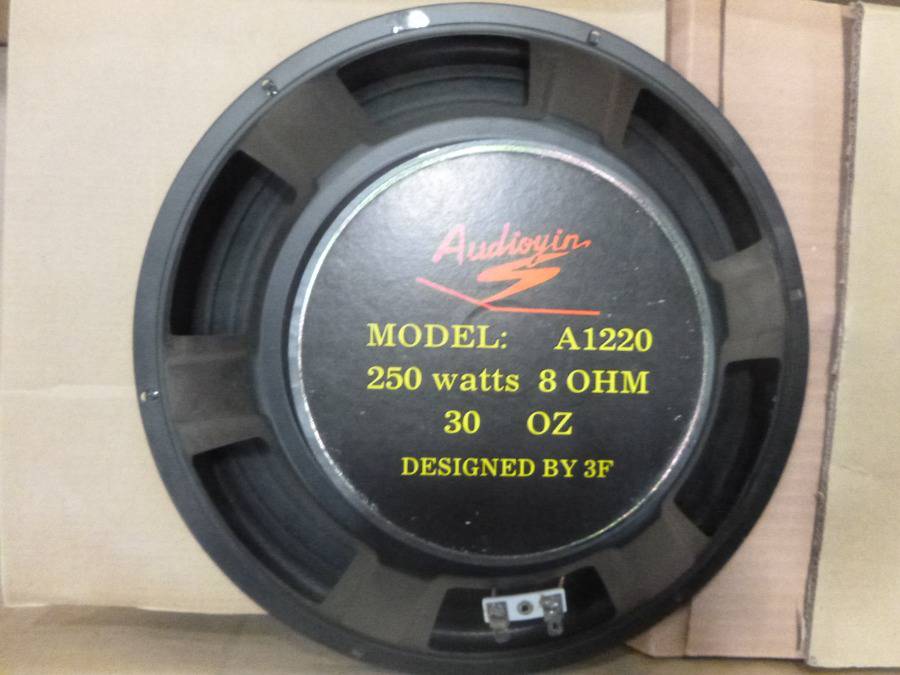 Audioyin
MODEL: A1220
250 watts 8 OHM
30 OZ
DESIGNED BY 3F